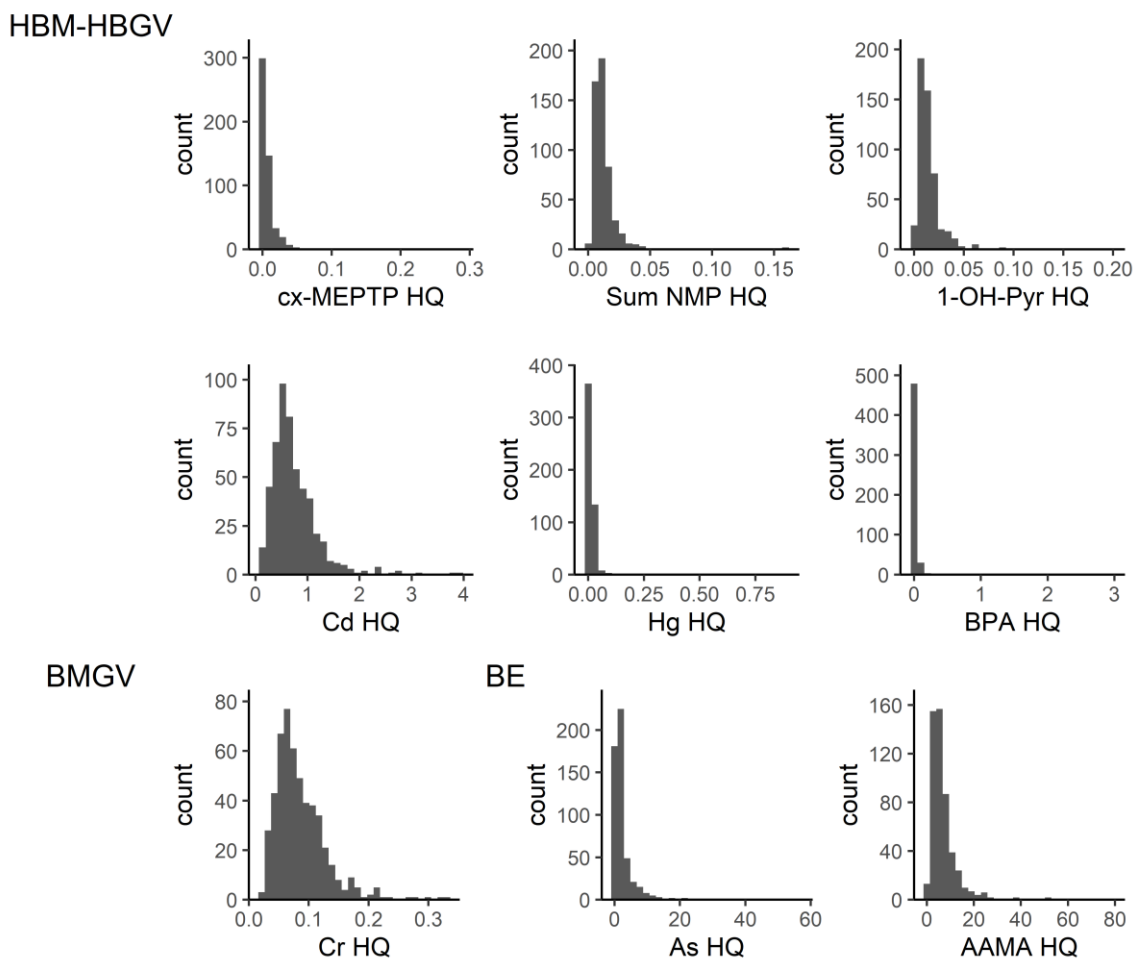 HBM-HBGV
count
300
200
100
0
0.0 0.1 0.2 0.3
cx-MEPTP HQ
count
200
150
100
50
0
0.00 0.05 0.10 0.15
Sum NMP HQ
count
200
150
100
50
0
0.00 0.05 0.10 0.15 0.20
1-OH-Pyr HQ
count
100
75
50
25
0
0 1 2 3 4
Cd HQ
count
400
300
200
100
0
0.00 0.25 0.50 0.75
Hg HQ
count
500
400
300
200
100
0
0 1 2 3
BPA HQ
BMGV
count
80
60
40
20
0
0.0 0.1 0.2 0.3
Cr HQ
BE
count
200
150
100
50
0
0 20 40 60
As HQ
count
160
120
80
40
0
0 20 40 60 80
AAMA HQ